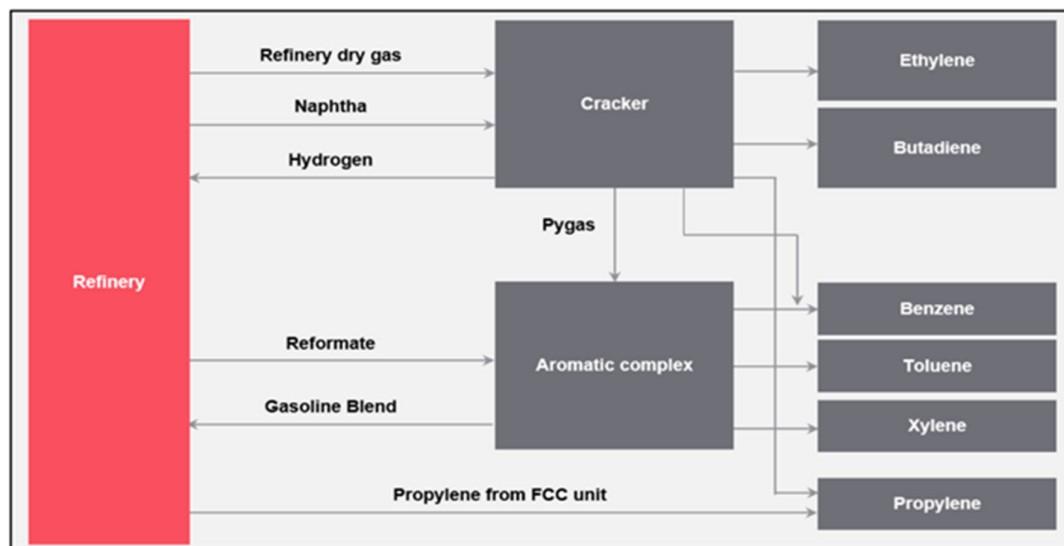 Refinery dry gas
Naphtha
Hydrogen
Cracker
Ethylene
Butadiene
Pygas
Refinery
Reformate
Gasoline Blend
Aromatic complex
Benzene
Toluene
Xylene
Propylene from FCC unit
Propylene